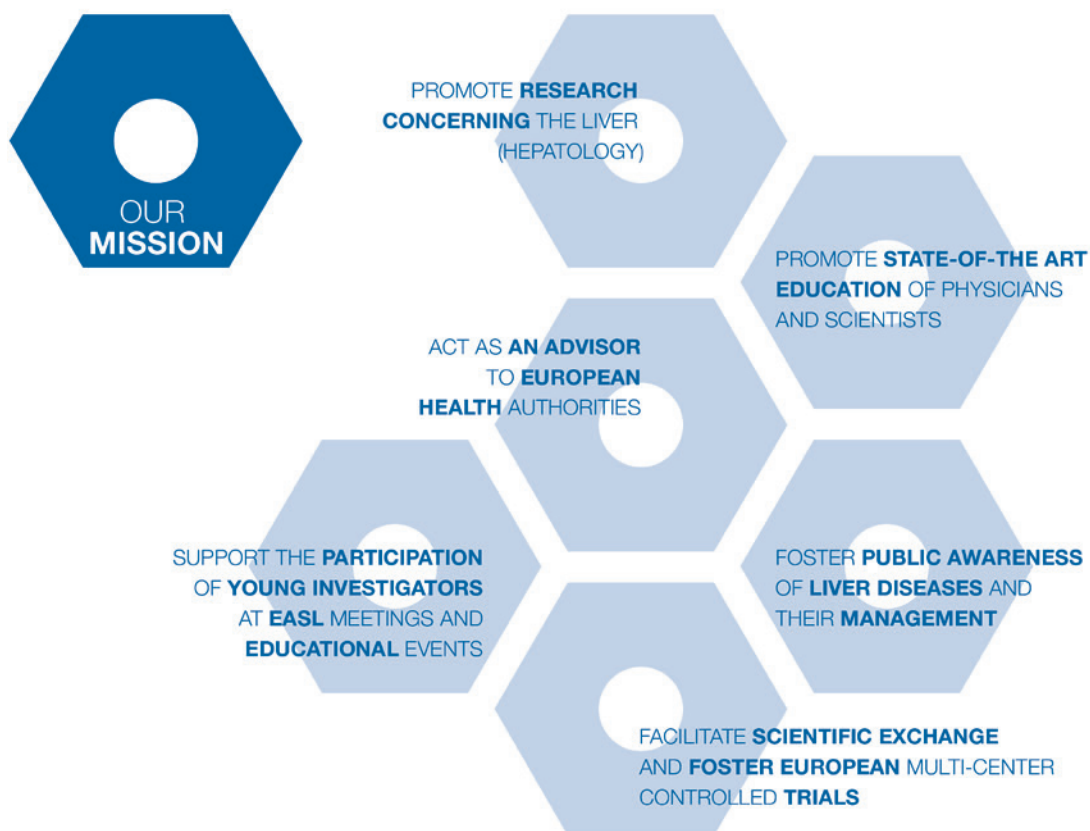 OUR
MISSION
PROMOTE RESEARCH
CONCERNING THE LIVER
(HEPATOLOGY)
PROMOTE STATE-OF-THE ART
EDUCATION OF PHYSICIANS
AND SCIENTISTS
ACT AS AN ADVISOR
TO EUROPEAN
HEALTH AUTHORITIES
SUPPORT THE PARTICIPATION
OF YOUNG INVESTIGATORS
AT EASL MEETINGS AND
EDUCATIONAL EVENTS
FOSTER PUBLIC AWARENESS
OF LIVER DISEASES AND
THEIR MANAGEMENT
FACILITATE SCIENTIFIC EXCHANGE
AND FOSTER EUROPEAN MULTI-CENTER
CONTROLLED TRIALS